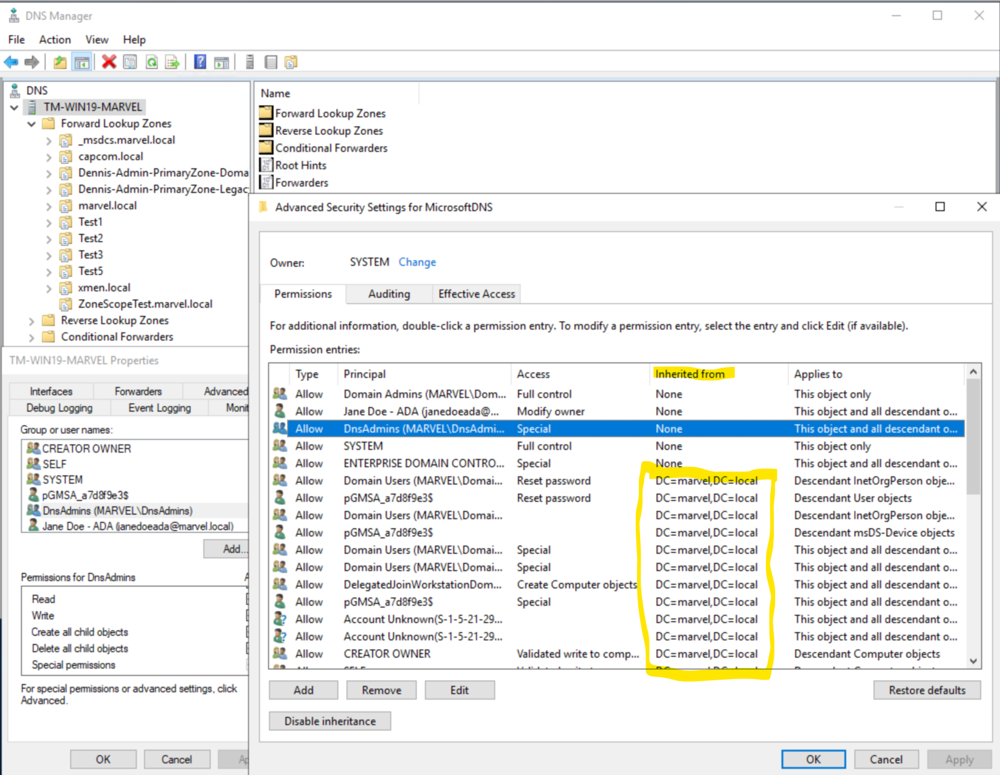 DNS Manager
File Action View Help
DNS
TM-WIN19-MARVEL
Forward Lookup Zones
_msdcs.marvel.local
capcom.local
Dennis-Admin-PrimaryZone-Doma
Dennis-Admin-PrimaryZone-Legac
marvel.local
Test1
Test2
Test3
Test5
xmen.local
ZoneScopeTest.marvel.local
Reverse Lookup Zones
Conditional Forwarders
Name
Forward Lookup Zones
Reverse Lookup Zones
Conditional Forwarders
Root Hints
Forwarders
TM-WIN19-MARVEL Properties
Interfaces Forwarders Advanced
Debug Logging Event Logging Monit
Group or user names:
CREATOR OWNER
SELF
SYSTEM
pGMSA_a7d8f9e3$
DnsAdmins (MARVEL\DnsAdmins)
Jane Doe - ADA (janedoeada@marvel.local)
Add...
Permissions for DnsAdmins
Read
Write
Create all child objects
Delete all child objects
Special permissions
For special permissions or advanced settings, click
Advanced.
OK Cancel Ap
Advanced Security Settings for MicrosoftDNS
Owner: SYSTEM Change
Permissions Auditing Effective Access
For additional information, double-click a permission entry. To modify a permission entry, select the entry and click Edit (if available).
Permission entries:
Type Principal Access Inherited from Applies to
Allow Domain Admins (MARVEL\Dom... Full control None This object only
Allow Jane Doe - ADA (janedoeada@... Modify owner None This object and all descendant o...
Allow DnsAdmins (MARVEL\DnsAdmi... Special None This object and all descendant o...
Allow SYSTEM Full control None This object only
Allow ENTERPRISE DOMAIN CONTRO... Special None This object and all descendant o...
Allow Domain Users (MARVEL\Domai... Reset password DC=marvel,DC=local Descendant InetOrgPerson obje...
Allow pGMSA_a7d8f9e3$ Reset password DC=marvel,DC=local Descendant User objects
Allow Domain Users (MARVEL\Domai... DC=marvel,DC=local Descendant InetOrgPerson obje...
Allow pGMSA_a7d8f9e3$ DC=marvel,DC=local Descendant msDS-Device objects
Allow Domain Users (MARVEL\Domai... Special DC=marvel,DC=local This object and all descendant o...
Allow Domain Users (MARVEL\Domai... Special DC=marvel,DC=local This object and all descendant o...
Allow DelegatedJoinWorkstationDom... Create Computer objects DC=marvel,DC=local This object and all descendant o...
Allow pGMSA_a7d8f9e3$ Special DC=marvel,DC=local This object and all descendant o...
Allow Account Unknown(S-1-5-21-29... DC=marvel,DC=local This object and all descendant o...
Allow Account Unknown(S-1-5-21-29... DC=marvel,DC=local This object and all descendant o...
Allow CREATOR OWNER Validated write to comp... DC=marvel,DC=local Descendant Computer objects
Add Remove Edit Restore defaults
Disable inheritance
OK Cancel Apply